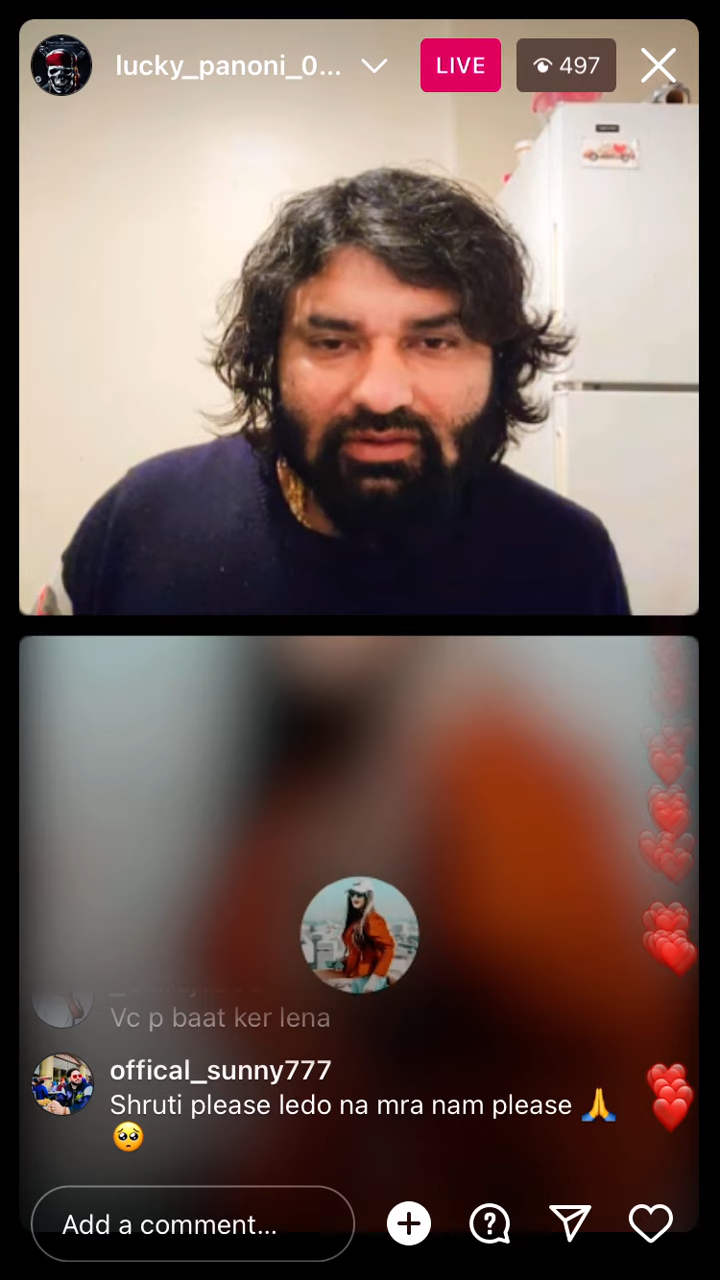 lucky_panoni_0...
LIVE
497
Vc p baat ker lena
offical_sunny777
Shruti please ledo na mra nam please 🙏
🥺
Add a comment...